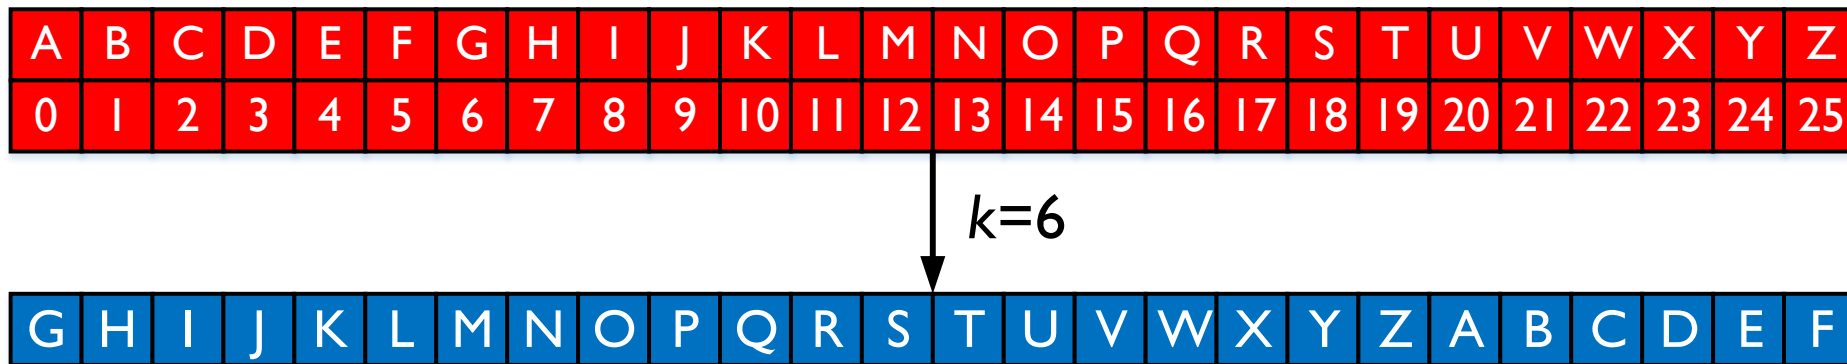 A B C D E F G H I J K L M N O P Q R S T U V W X Y Z
0 1 2 3 4 5 6 7 8 9 10 11 12 13 14 15 16 17 18 19 20 21 22 23 24 25
k=6
G H I J K L M N O P Q R S T U V W X Y Z A B C D E F